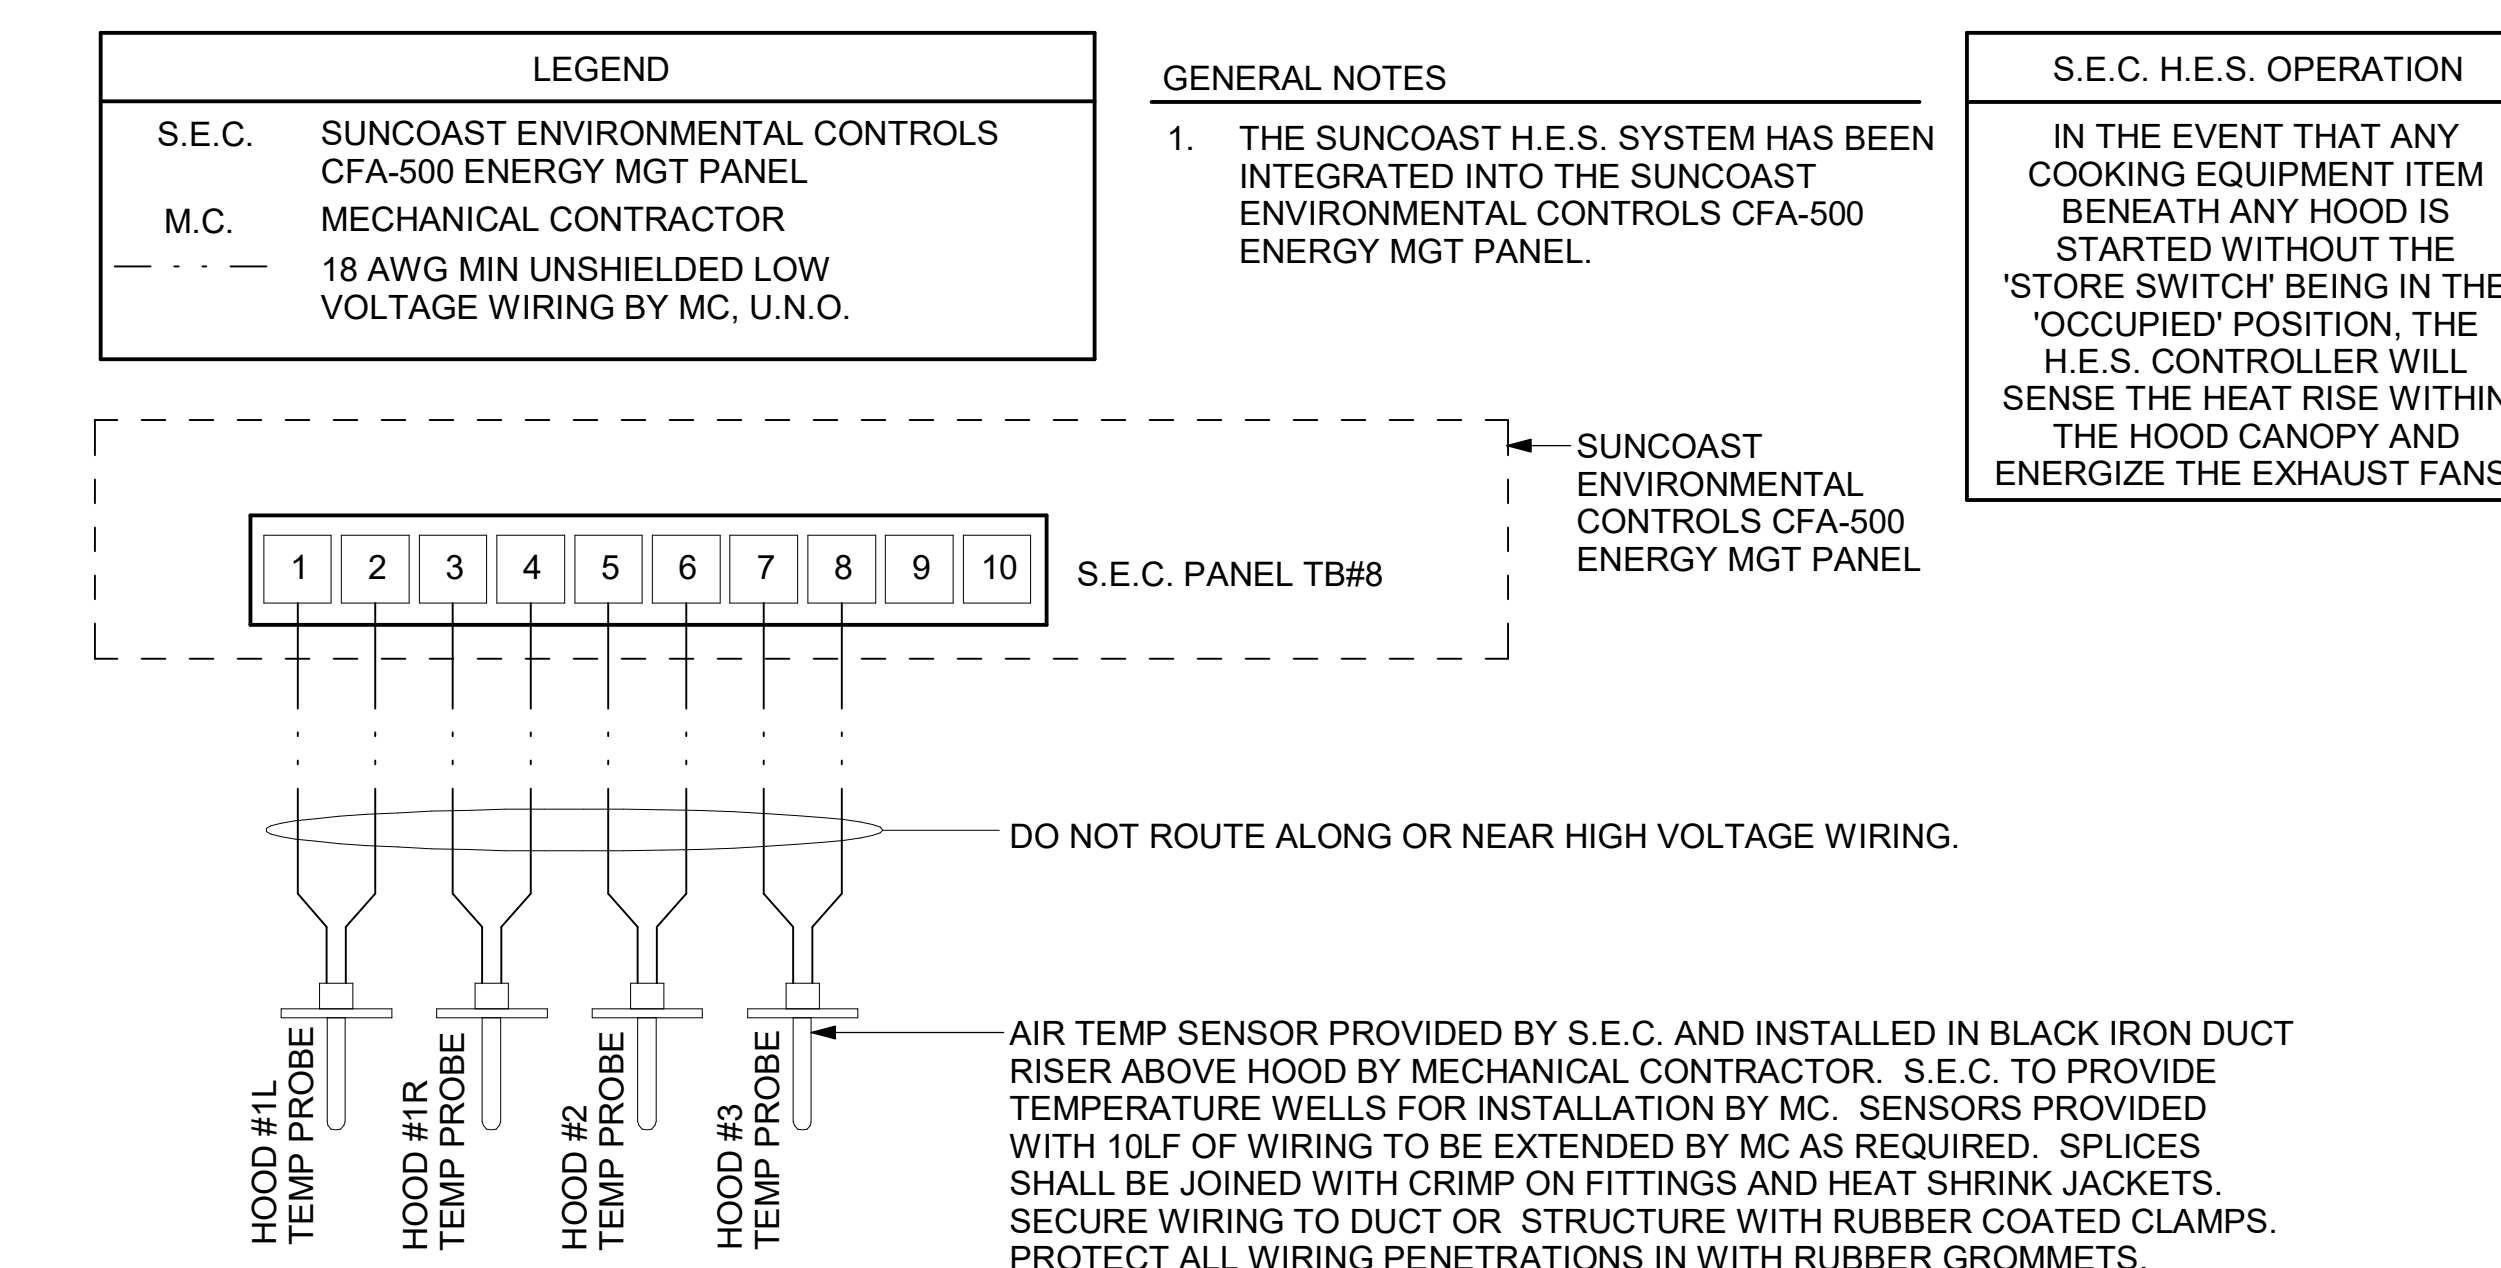 LEGEND
S.E.C.
SUNCOAST ENVIRONMENTAL CONTROLS
CFA-500 ENERGY MGT PANEL
M.C.
MECHANICAL CONTRACTOR
18 AWG MIN UNSHIELDED LOW
VOLTAGE WIRING BY MC, U.N.O.
GENERAL NOTES
1. THE SUNCOAST H.E.S. SYSTEM HAS BEEN
INTEGRATED INTO THE SUNCOAST
ENVIRONMENTAL CONTROLS CFA-500
ENERGY MGT PANEL.
S.E.C. H.E.S. OPERATION
IN THE EVENT THAT ANY
COOKING EQUIPMENT ITEM
BENEATH ANY HOOD IS
STARTED WITHOUT THE
'STORE SWITCH' BEING IN THE
'OCCUPIED' POSITION, THE
H.E.S. CONTROLLER WILL
SENSE THE HEAT RISE WITHIN
THE HOOD CANOPY AND
ENERGIZE THE EXHAUST FANS
SUNCOAST
ENVIRONMENTAL
CONTROLS CFA-500
ENERGY MGT PANEL
1 2 3 4 5 6 7 8 9 10
S.E.C. PANEL TB#8
DO NOT ROUTE ALONG OR NEAR HIGH VOLTAGE WIRING.
HOOD #1L
TEMP PROBE
HOOD #1R
TEMP PROBE
HOOD #2
TEMP PROBE
HOOD #3
TEMP PROBE
AIR TEMP SENSOR PROVIDED BY S.E.C. AND INSTALLED IN BLACK IRON DUCT
RISER ABOVE HOOD BY MECHANICAL CONTRACTOR. S.E.C. TO PROVIDE
TEMPERATURE WELLS FOR INSTALLATION BY MC. SENSORS PROVIDED
WITH 10LF OF WIRING TO BE EXTENDED BY MC AS REQUIRED. SPLICES
SHALL BE JOINED WITH CRIMP ON FITTINGS AND HEAT SHRINK JACKETS.
SECURE WIRING TO DUCT OR STRUCTURE WITH RUBBER COATED CLAMPS.
PROTECT ALL WIRING PENETRATIONS IN WITH RUBBER GROMMETS.